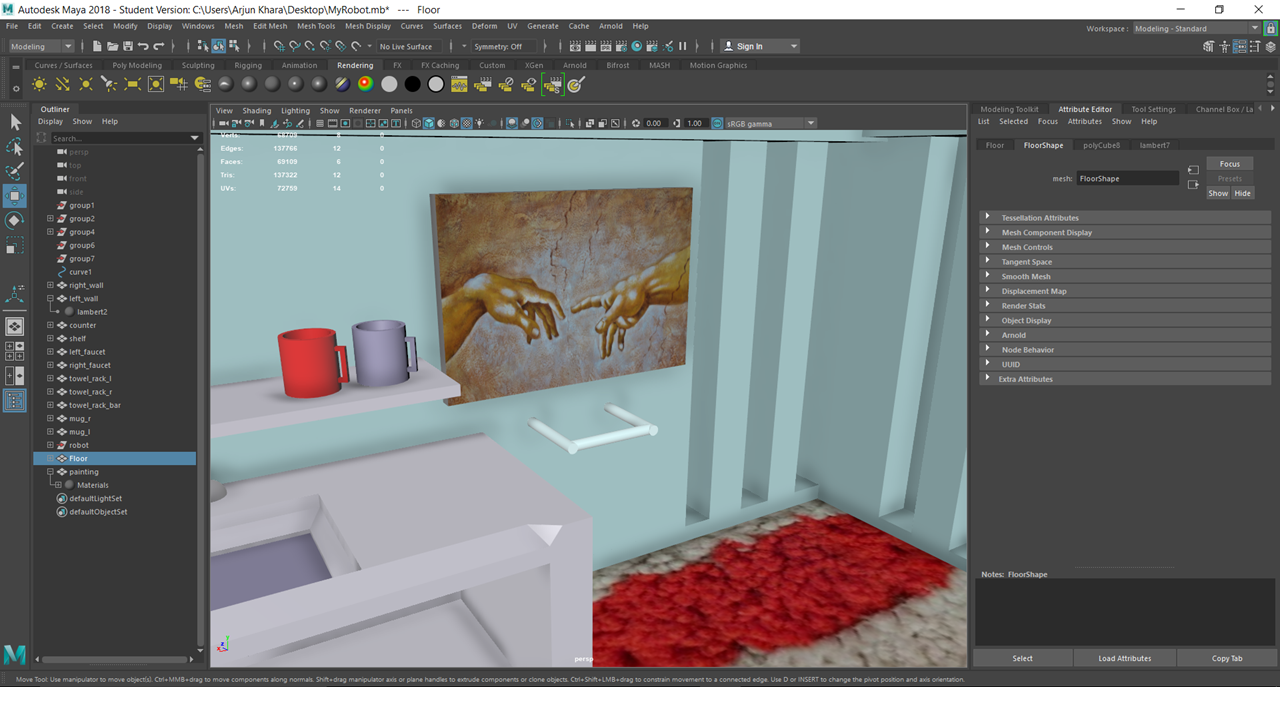 Autodesk Maya 2018 - Student Version: C:\Users\Arjun Khara\Desktop\MyRobot.mb* --- Floor
File Edit Create Select Modify Display Windows Mesh Edit Mesh Mesh Tools Mesh Display Curves Surfaces Deform UV Generate Cache Arnold Help
Workspace : Modeling - Standard
Modeling No Live Surface Symmetry: Off Sign In
Curves / Surfaces Poly Modeling Sculpting Rigging Animation Rendering FX FX Caching Custom XGen Arnold Bifrost MASH Motion Graphics
Outliner
Display Show Help
Search...
persp
top
front
side
group1
group2
group4
group6
group7
curve1
right_wall
left_wall
lambert2
counter
shelf
left_faucet
right_faucet
towel_rack_l
towel_rack_r
towel_rack_bar
mug_r
mug_l
robot
Floor
painting
Materials
defaultLightSet
defaultObjectSet
View Shading Lighting Show Renderer Panels
0.00 1.00 sRGB gamma
Edges: 137766 12 0
Faces: 69109 6 0
Tris: 137322 12 0
UVs: 72759 14 0
persp
Modeling Toolkit Attribute Editor Tool Settings Channel Box / La
List Selected Focus Attributes Show Help
Floor FloorShape polyCube8 lambert7
mesh: FloorShape
Focus
Presets
Show Hide
Tessellation Attributes
Mesh Component Display
Mesh Controls
Tangent Space
Smooth Mesh
Displacement Map
Render Stats
Object Display
Arnold
Node Behavior
UUID
Extra Attributes
Notes: FloorShape
Select Load Attributes Copy Tab
Move Tool: Use manipulator to move object(s). Ctrl+MMB+drag to move components along normals. Shift+drag manipulator axis or plane handles to extrude components or clone objects. Ctrl+Shift+LMB+drag to constrain movement to a connected edge. Use D or INSERT to change the pivot position and axis orientation.